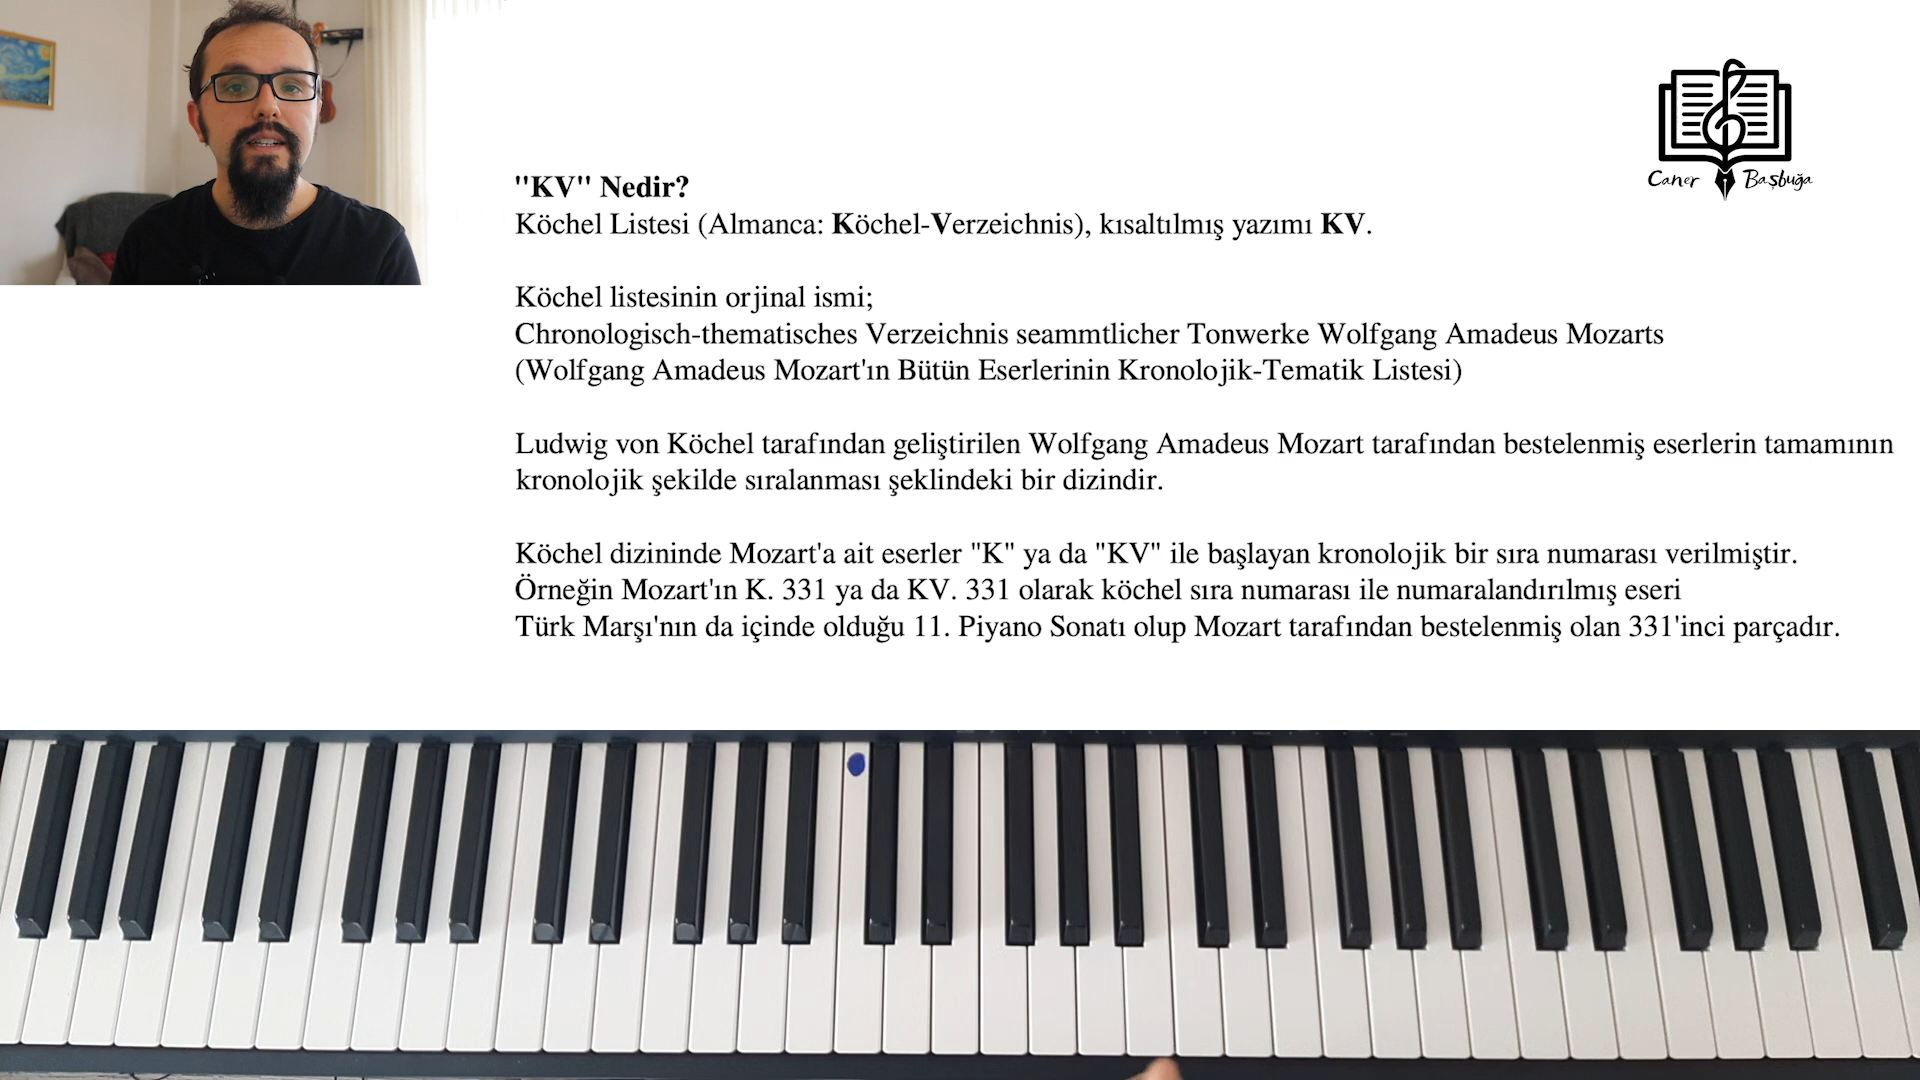 "KV" Nedir?
Köchel Listesi (Almanca: Köchel-Verzeichnis), kısaltılmış yazımı KV.
Köchel listesinin orjinal ismi;
Chronologisch-thematisches Verzeichnis seammtlicher Tonwerke Wolfgang Amadeus Mozarts
(Wolfgang Amadeus Mozart'ın Bütün Eserlerinin Kronolojik-Tematik Listesi)
Ludwig von Köchel tarafından geliştirilen Wolfgang Amadeus Mozart tarafından bestelenmiş eserlerin tamamının
kronolojik şekilde sıralanması şeklindeki bir dizindir.
Köchel dizininde Mozart'a ait eserler "K" ya da "KV" ile başlayan kronolojik bir sıra numarası verilmiştir.
Örneğin Mozart'ın K. 331 ya da KV. 331 olarak köchel sıra numarası ile numaralandırılmış eseri
Türk Marşı'nın da içinde olduğu 11. Piyano Sonatı olup Mozart tarafından bestelenmiş olan 331'inci parçadır.
Caner Başbuğa